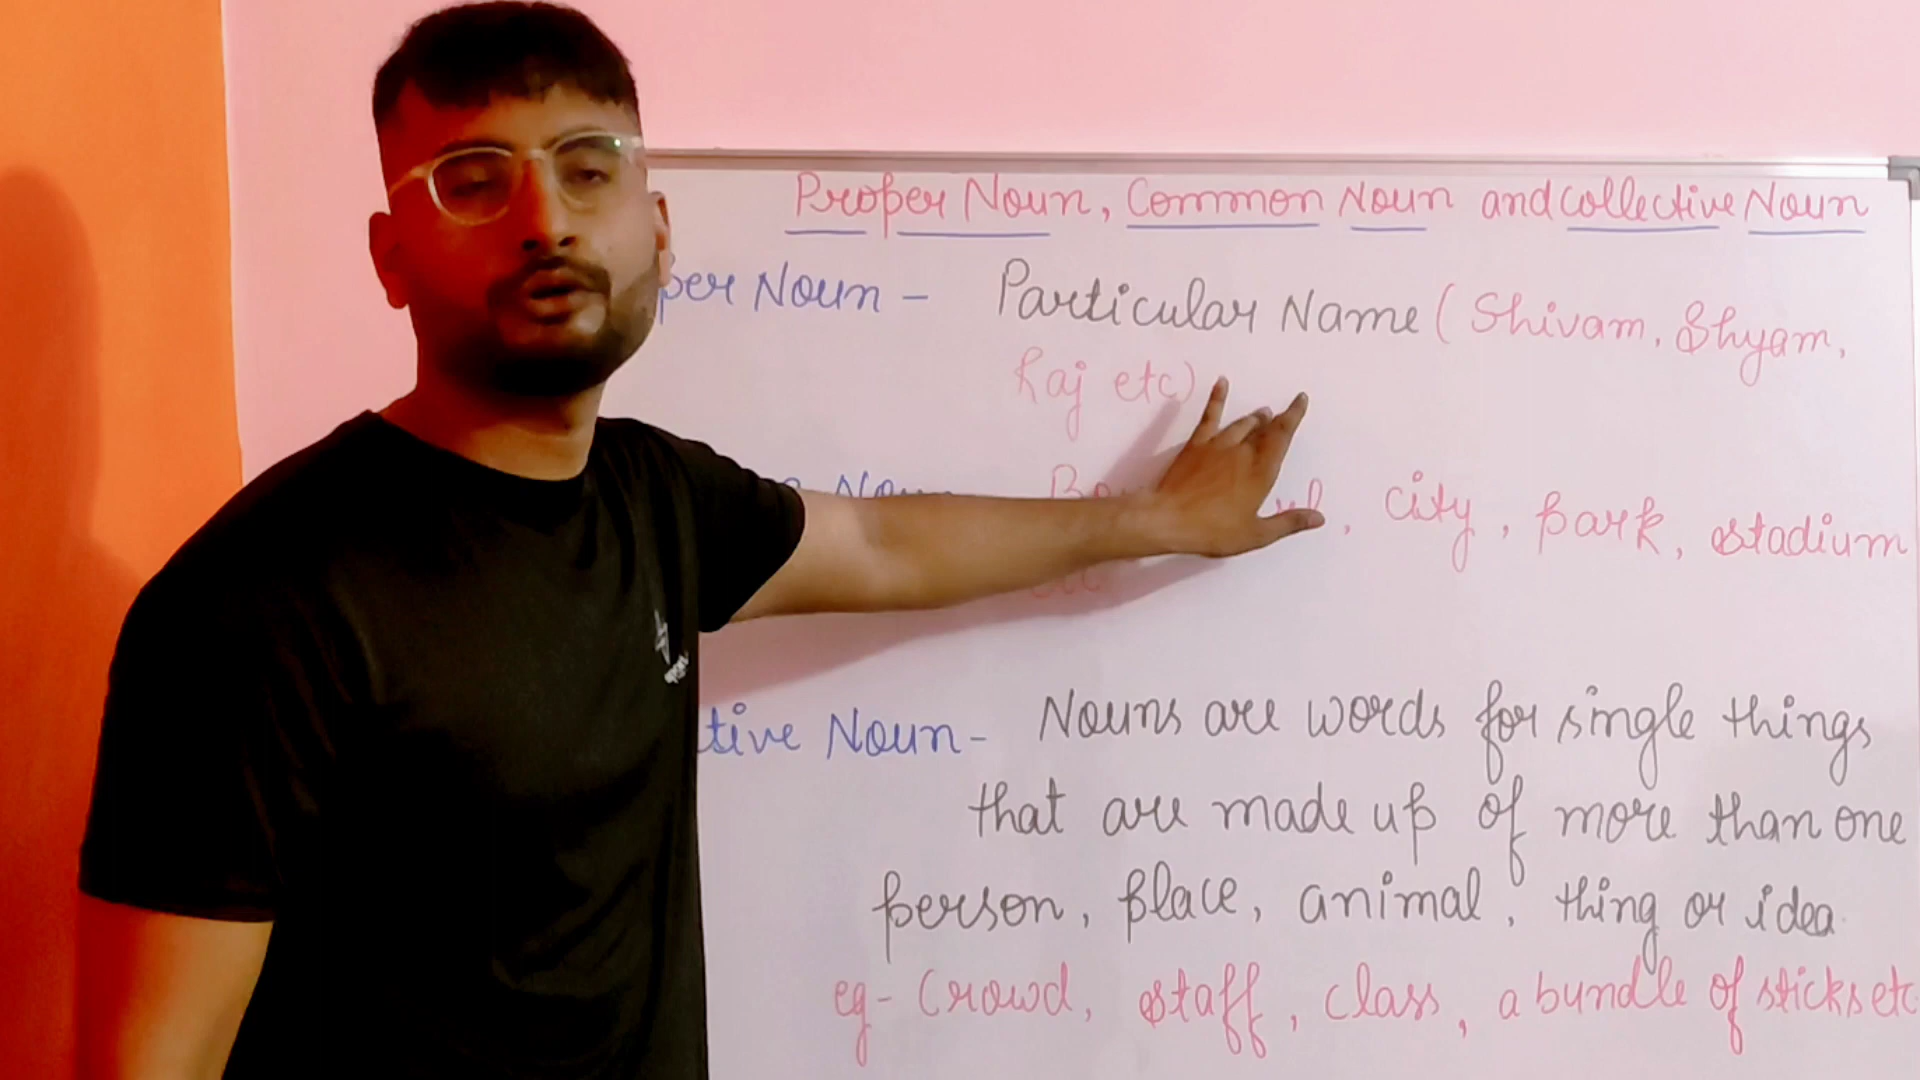 Proper Noun, Common Noun and collective Noun
per Noun - Particular Name (Shivam, Shyam,
Raj etc)
Noun city, park, stadium
etc
tive Noun - Nouns are words for single things
that are made up of more than one
person, place, animal, thing or idea.
eg - Crowd, staff, class, a bundle of sticks etc